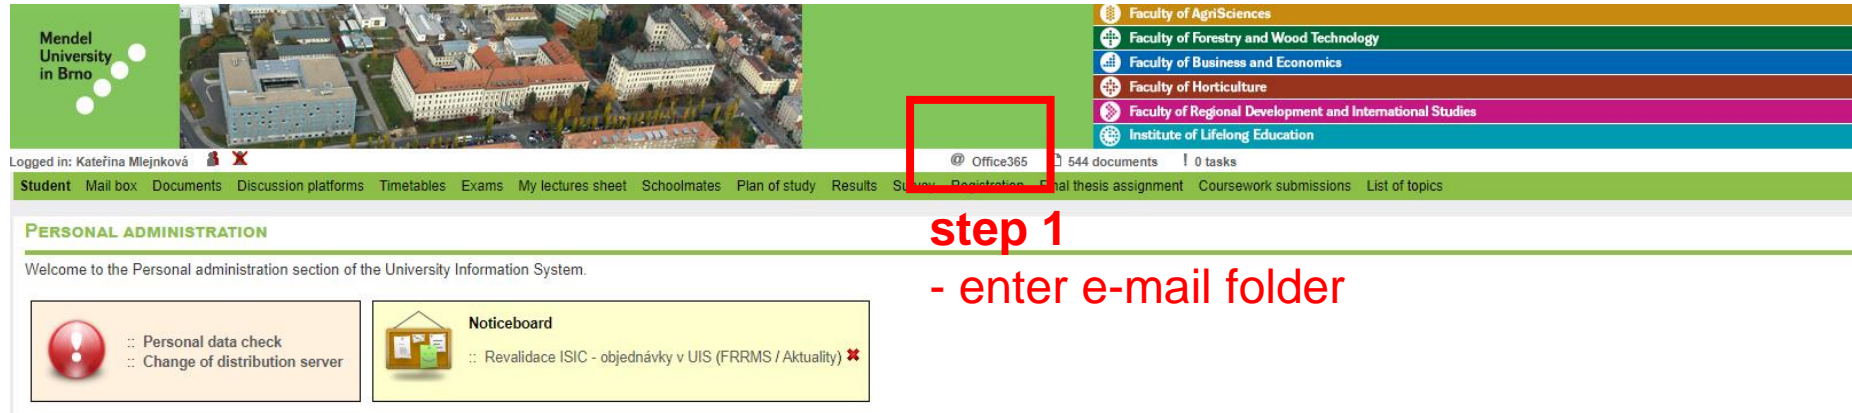 Mendel
University
in Brno
Faculty of AgriSciences
Faculty of Forestry and Wood Technology
Faculty of Business and Economics
Faculty of Horticulture
Faculty of Regional Development and International Studies
Institute of Lifelong Education
Logged in: Kateřina Mlejnková
@ Office365 544 documents ! 0 tasks
Student Mail box Documents Discussion platforms Timetables Exams My lectures sheet Schoolmates Plan of study Results Survey Registration Final thesis assignment Coursework submissions List of topics
PERSONAL ADMINISTRATION
Welcome to the Personal administration section of the University Information System.
step 1
- enter e-mail folder
:: Personal data check
:: Change of distribution server
Noticeboard
:: Revalidace ISIC - objednávky v UIS (FRRMS / Aktuality)